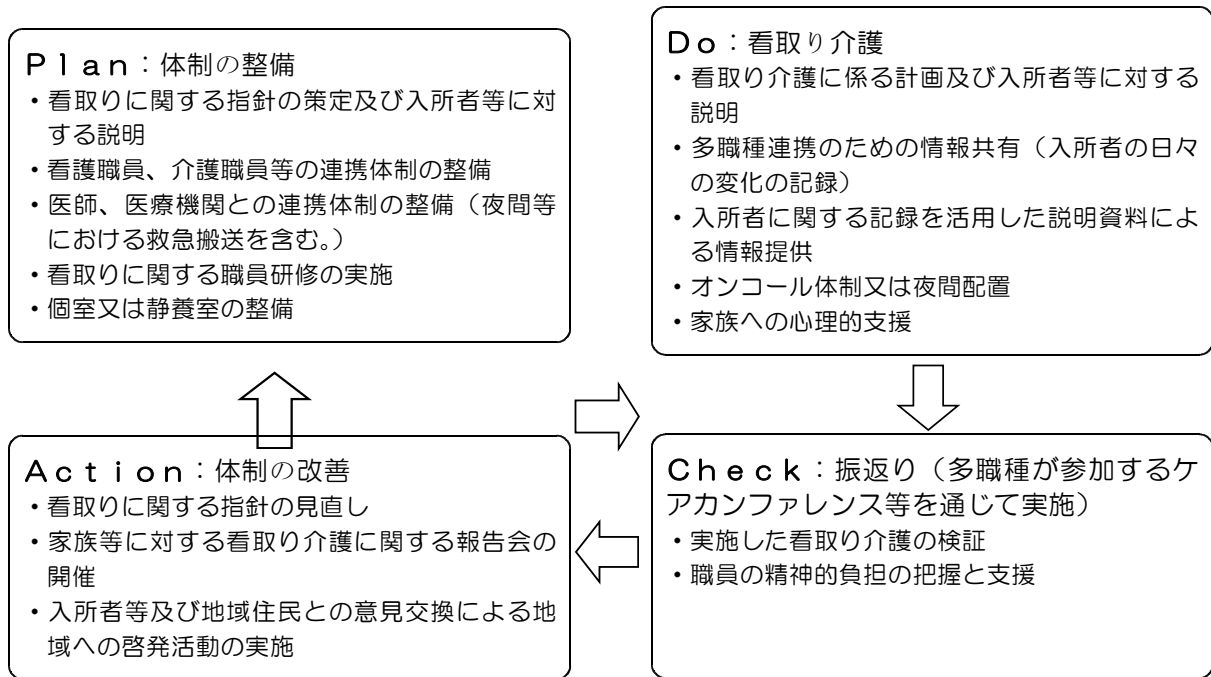 Ｐｌａｎ：体制の整備
・看取りに関する指針の策定及び入所者等に対
する説明
・看護職員、介護職員等の連携体制の整備
・医師、医療機関との連携体制の整備（夜間等
における救急搬送を含む。）
・看取りに関する職員研修の実施
・個室又は静養室の整備
Ｄｏ：看取り介護
・看取り介護に係る計画及び入所者等に対する
説明
・多職種連携のための情報共有（入所者の日々
の変化の記録）
・入所者に関する記録を活用した説明資料によ
る情報提供
・オンコール体制又は夜間配置
・家族への心理的支援
Ａｃｔｉｏｎ：体制の改善
・看取りに関する指針の見直し
・家族等に対する看取り介護に関する報告会の
開催
・入所者等及び地域住民との意見交換による地
域への啓発活動の実施
Ｃｈｅｃｋ：振返り（多職種が参加するケ
アカンファレンス等を通じて実施）
・実施した看取り介護の検証
・職員の精神的負担の把握と支援